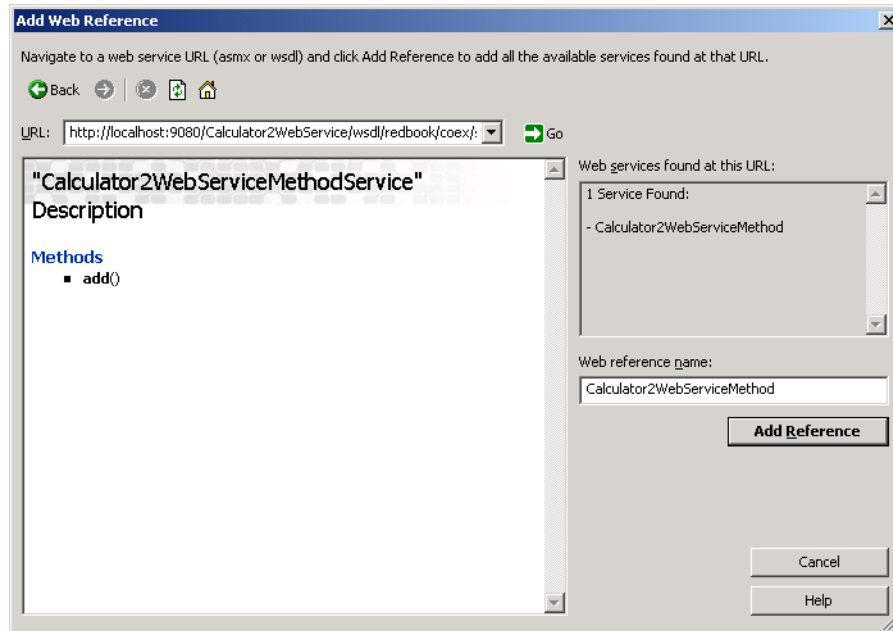 Add Web Reference
Navigate to a web service URL (asmx or wsdl) and click Add Reference to add all the available services found at that URL.
Back
URL: http://localhost:9080/Calculator2WebService/wsdl/redbook/coex/ Go
"Calculator2WebServiceMethodService"
Description
Methods
add()
Web services found at this URL:
1 Service Found:
- Calculator2WebServiceMethod
Web reference name:
Calculator2WebServiceMethod
Add Reference
Cancel
Help